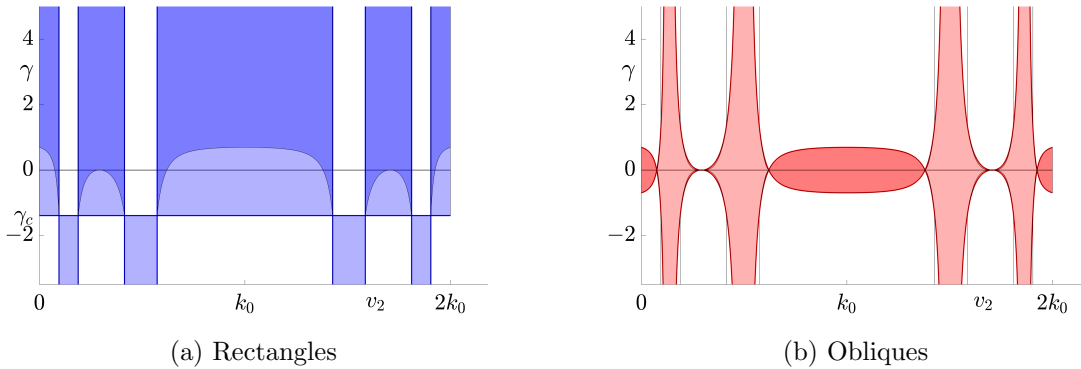 4
γ
2
0
γc
−2
0 k₀ v₂ 2k₀
(a) Rectangles
4
γ
2
0
−2
0 k₀ v₂ 2k₀
(b) Obliques